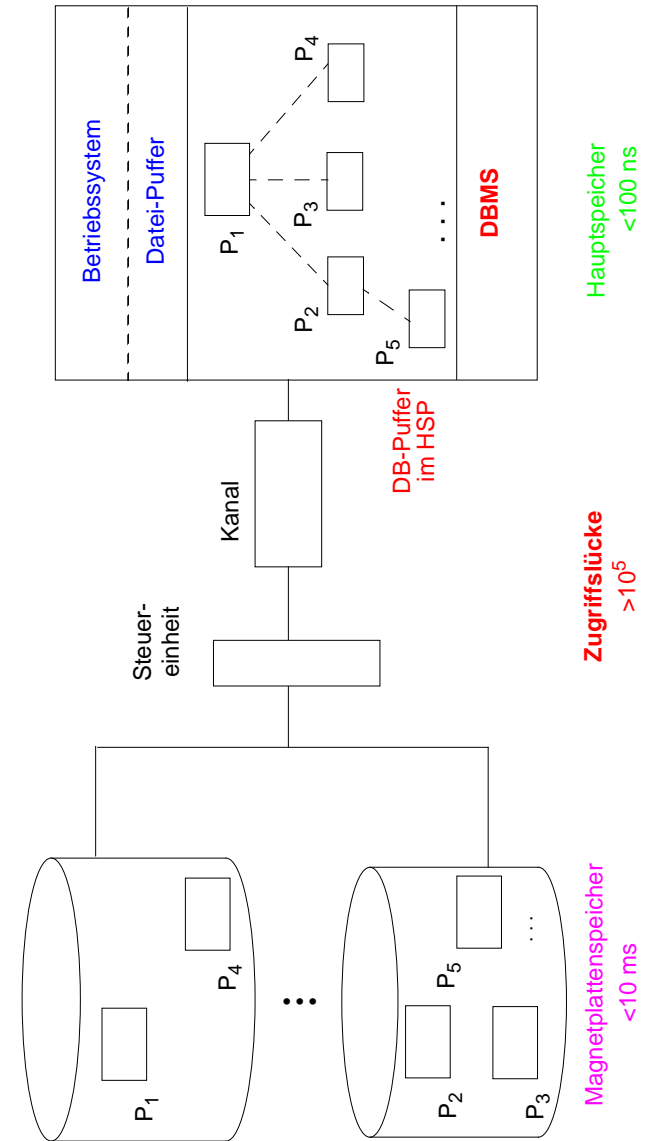 Betriebssystem
Datei-Puffer
P1
P2
P3
P4
P5
. . .
DBMS
DB-Puffer
im HSP
Kanal
Steuer-
einheit
P1
P4
...
P2
P3
P5
. . .
Magnetplattenspeicher
<10 ms
Zugriffslücke
>10^5
Hauptspeicher
<100 ns